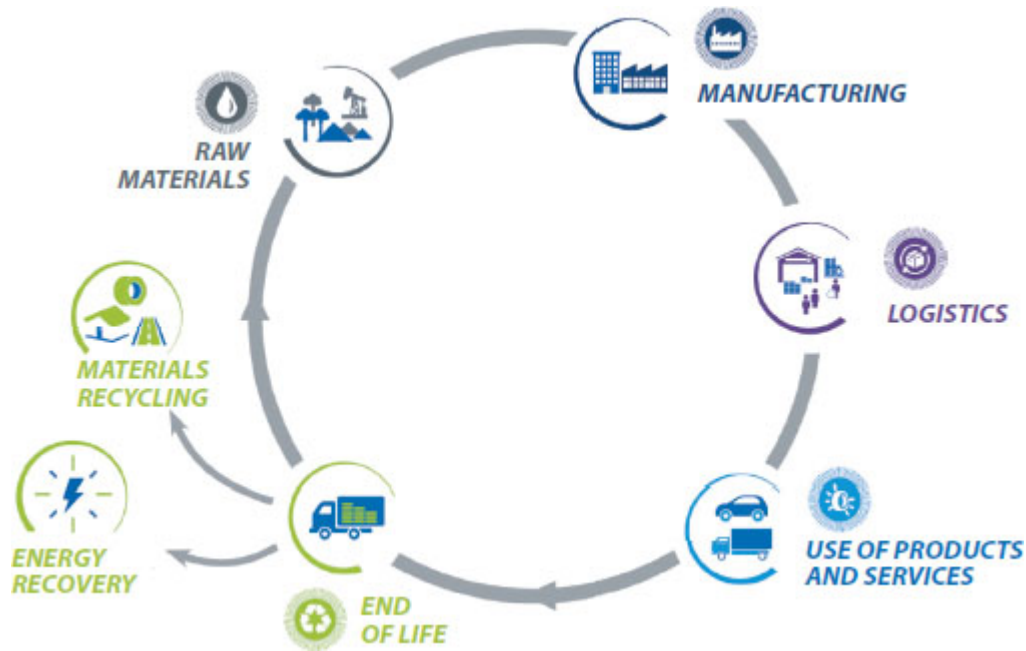 MANUFACTURING
RAW
MATERIALS
LOGISTICS
MATERIALS
RECYCLING
ENERGY
RECOVERY
USE OF PRODUCTS
AND SERVICES
END
OF LIFE